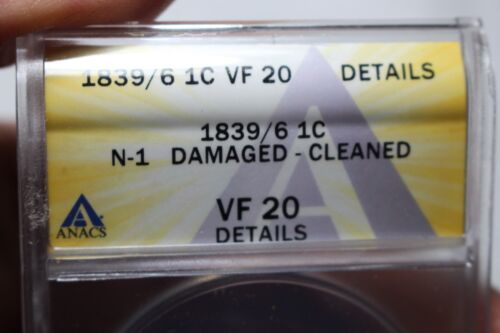 1839/6 1C VF 20 DETAILS
1839/6 1C
N-1 DAMAGED - CLEANED
VF 20
DETAILS
ANACS